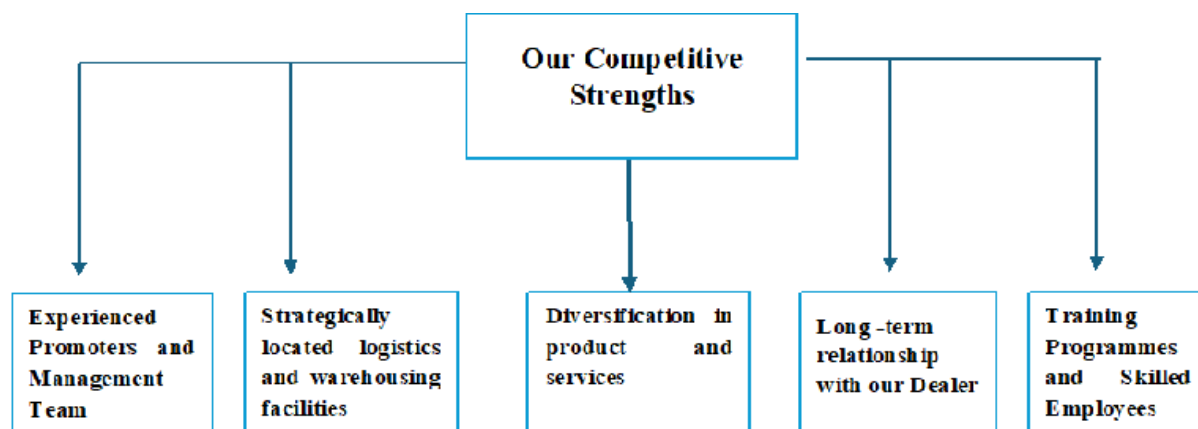 Our Competitive
Strengths
Experienced
Promoters and
Management
Team
Strategically
located logistics
and warehousing
facilities
Diversification in
product and
services
Long -term
relationship
with our Dealer
Training
Programmes
and Skilled
Employees